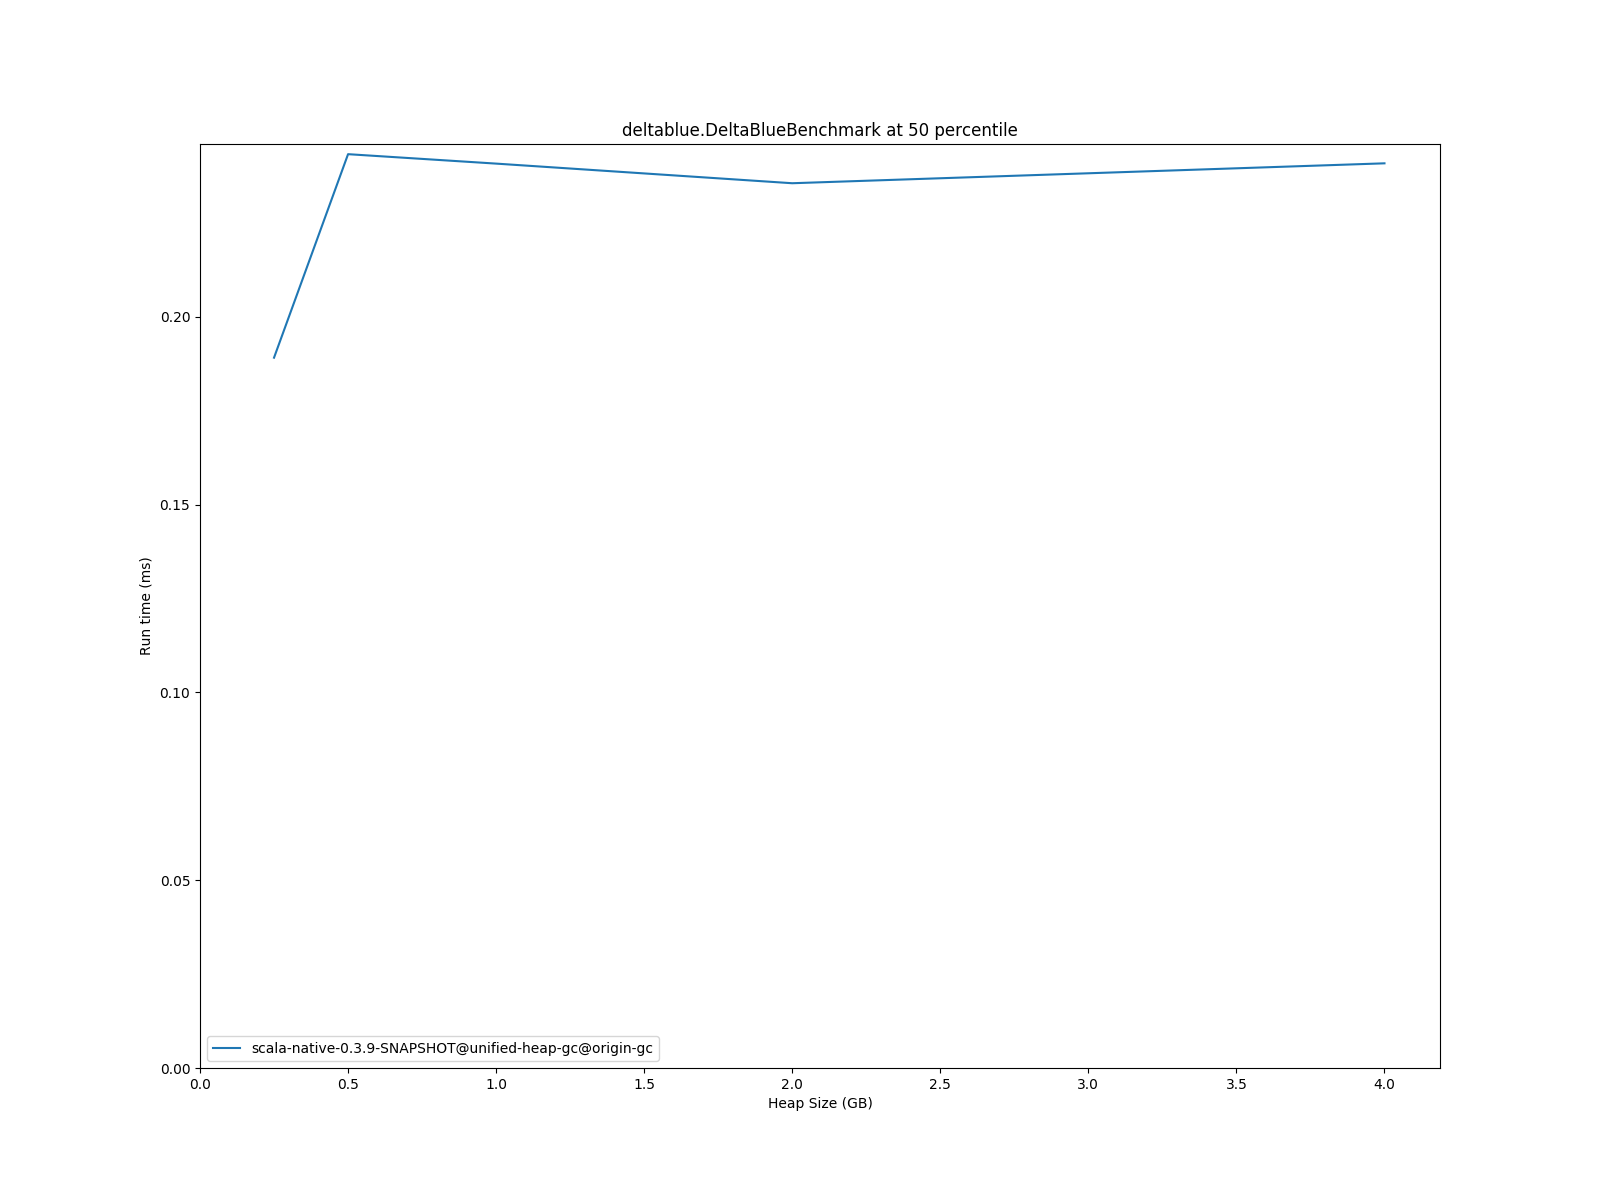 deltablue.DeltaBlueBenchmark at 50 percentile
0.20
0.15
0.10
0.05
0.00
Run time (ms)
scala-native-0.3.9-SNAPSHOT@unified-heap-gc@origin-gc
0.0 0.5 1.0 1.5 2.0 2.5 3.0 3.5 4.0
Heap Size (GB)